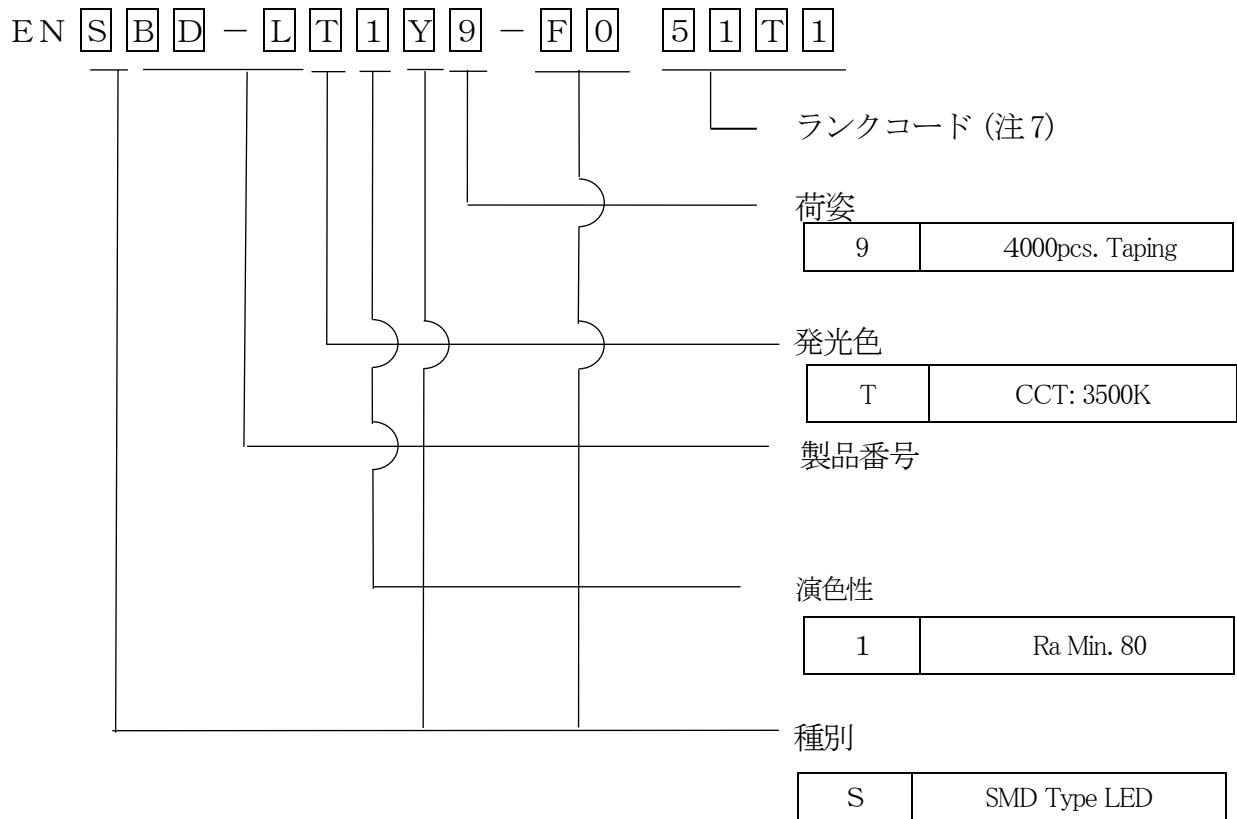 EN S B D － L T 1 Y 9 － F 0 5 1 T 1
ランクコード (注7)
荷姿
9 4000pcs. Taping
発光色
T CCT: 3500K
製品番号
演色性
1 Ra Min. 80
種別
S SMD Type LED